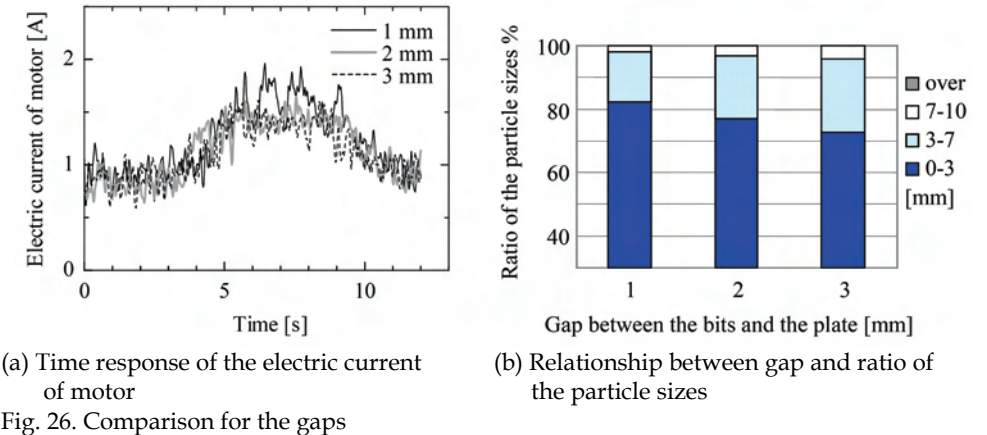 Electric current of motor [A]
2
1
0
1 mm
2 mm
3 mm
0
5
10
Time [s]
Ratio of the particle sizes %
100
80
60
40
over
7-10
3-7
0-3
[mm]
1
2
3
Gap between the bits and the plate [mm]
(a) Time response of the electric current
of motor
(b) Relationship between gap and ratio of
the particle sizes
Fig. 26. Comparison for the gaps